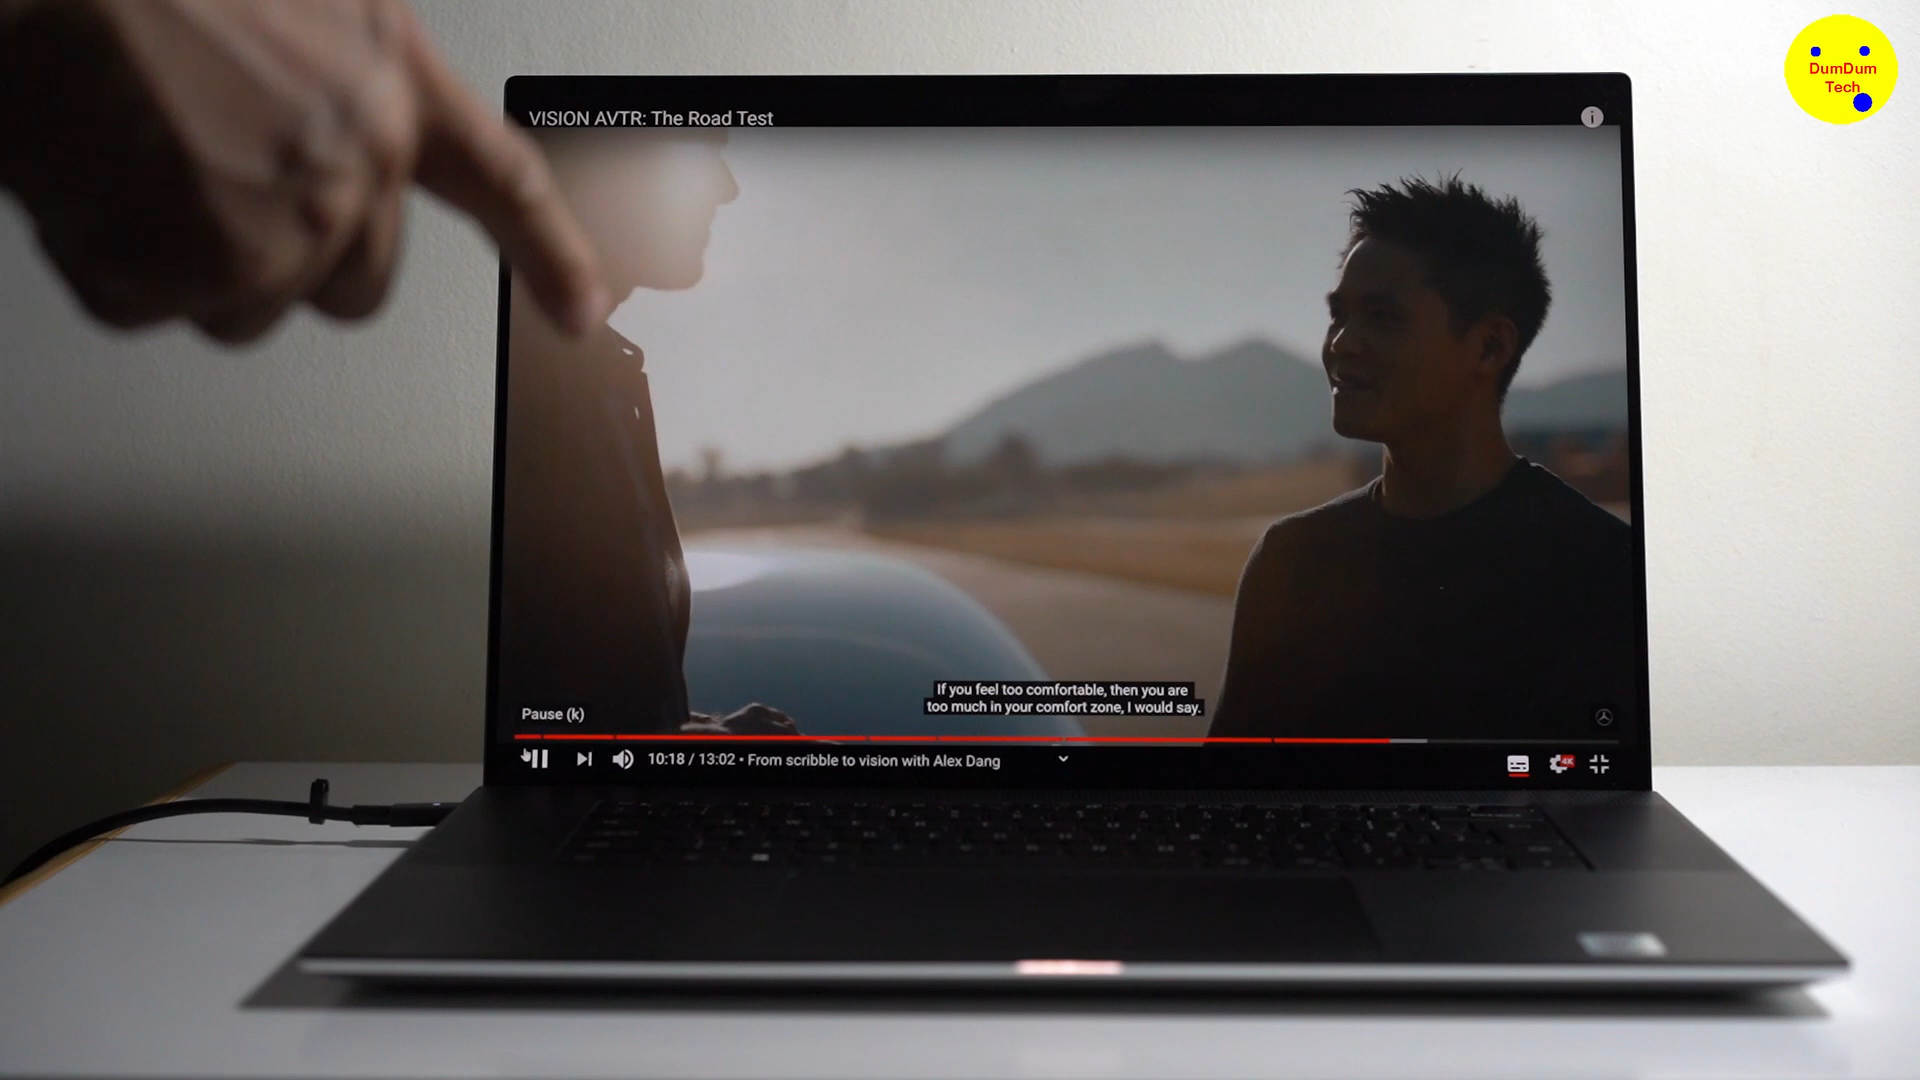 DumDum
Tech
VISION AVTR: The Road Test
i
If you feel too comfortable, then you are
too much in your comfort zone, I would say.
Pause (k)
10:18 / 13:02 • From scribble to vision with Alex Dang
4K